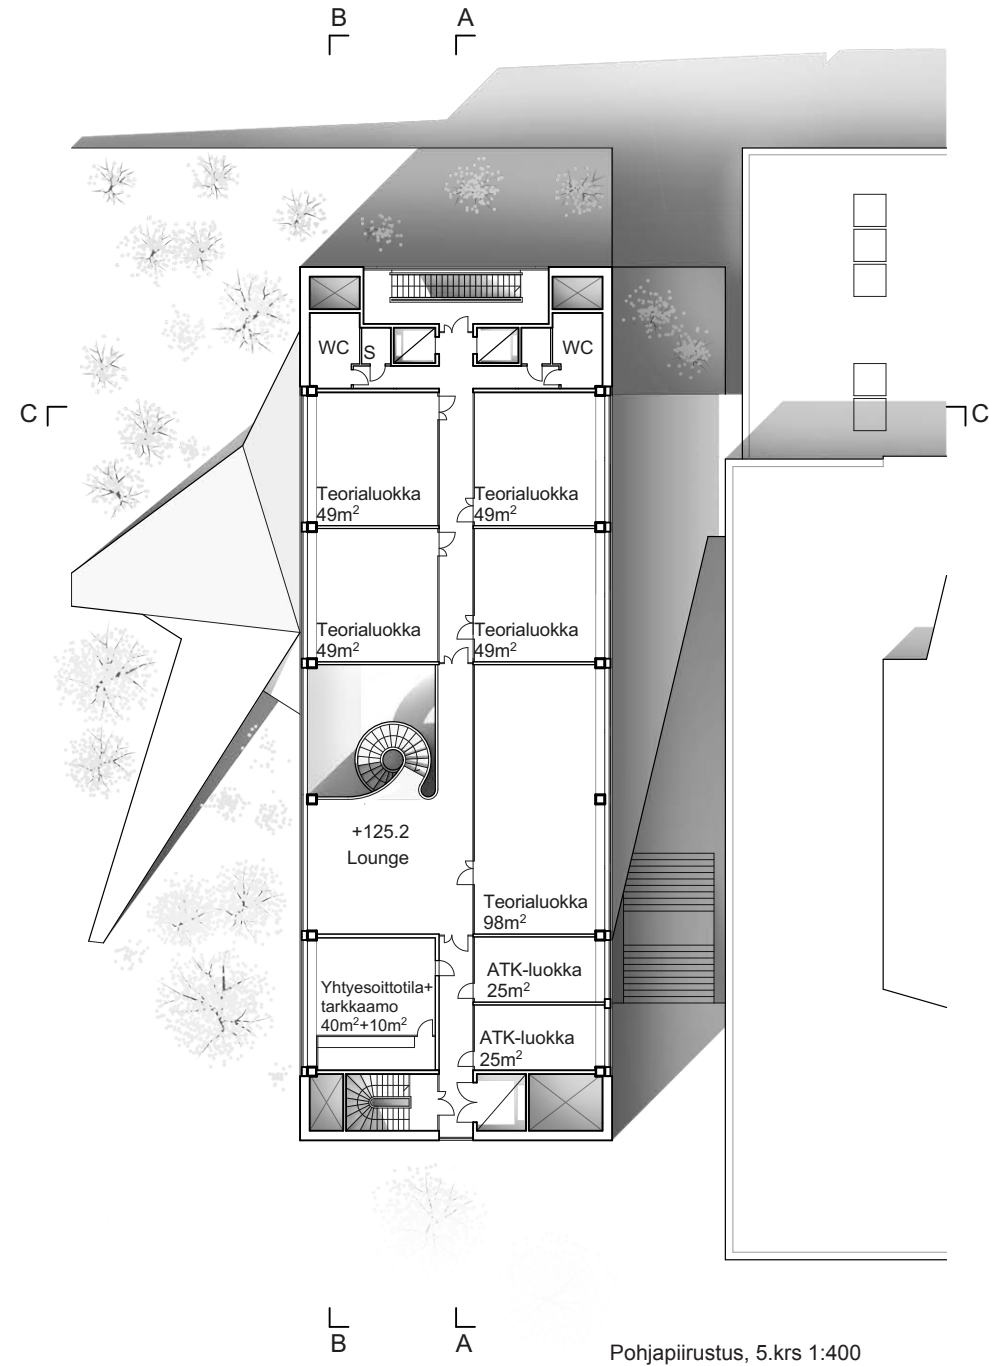 B A
C C
WC S WC
Teorialuokka Teorialuokka
49m² 49m²
Teorialuokka Teorialuokka
49m² 49m²
+125.2
Lounge
Teorialuokka
98m²
ATK-luokka
25m²
Yhtyesoittotila+
tarkkaamo
40m²+10m²
ATK-luokka
25m²
B A
Pohjapiirustus, 5.krs 1:400